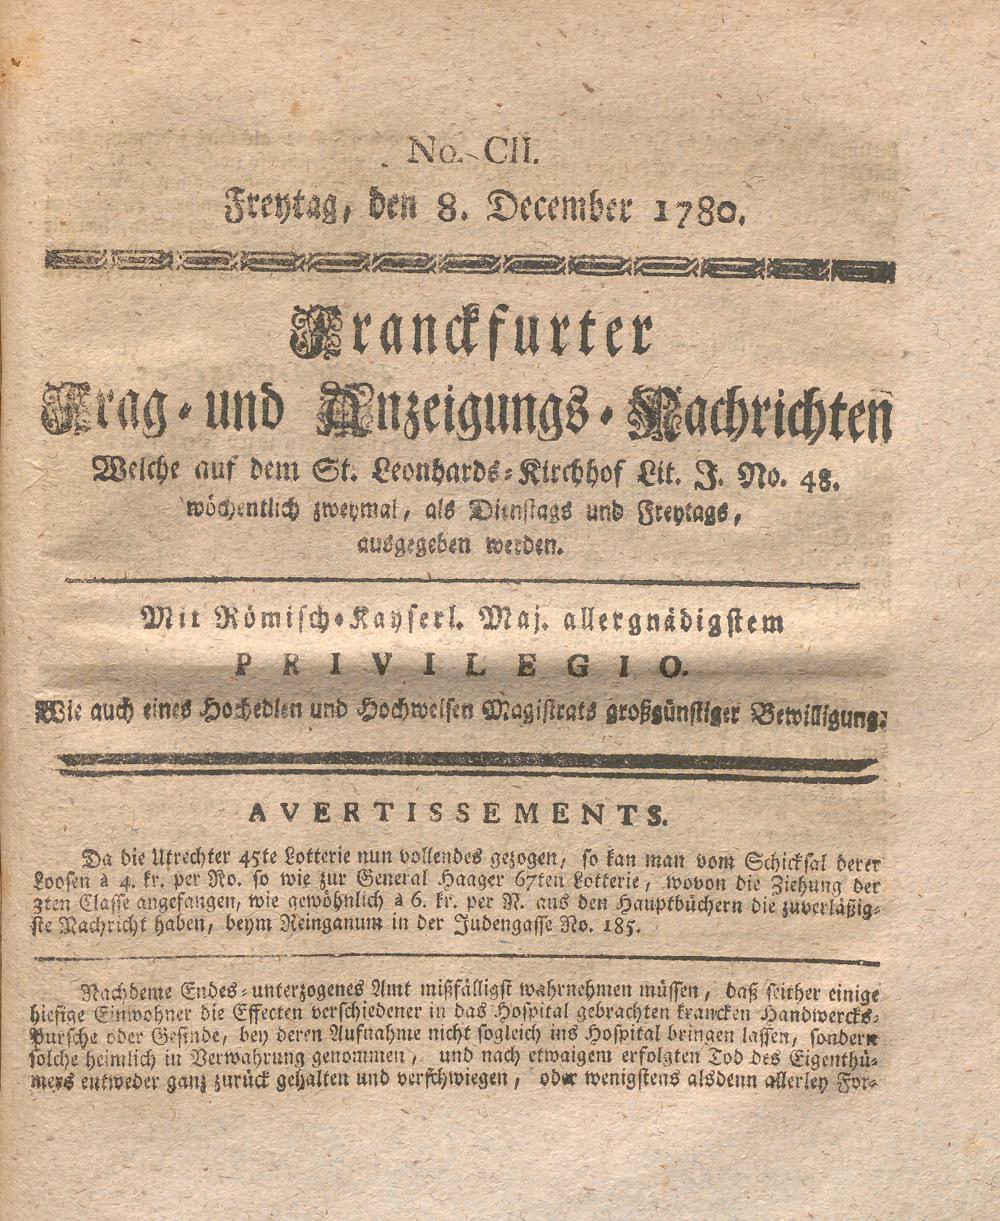 No. CII.
Freytag, den 8. December 1780.
Franckfurter
Frag-und Anzeigungs-Nachrichten
Welche auf dem St. Leonhards-Kirchhof Lit. J. No. 48.
wöchentlich zweymal, als Dienstags und Freytags,
ausgegeben werden.
Mit Römisch-Kayserl. Maj. allergnädigstem
PRIVILEGIO.
Wie auch eines Hochedlen und Hochweisen Magistrats großgünstiger Bewilligung.
AVERTISSEMENTS.
Da die Utrechter 45te Lotterie nun vollendes gezogen, so kan man vom Schicksal derer
Loosen à 4. kr. per No. so wie zur General Haager 67ten Lotterie, wovon die Ziehung der
3ten Classe angefangen, wie gewöhnlich à 6. kr. per N. aus den Hauptbüchern die zuverläßig-
ste Nachricht haben, beym Reinganum in der Judengasse No. 185.
Nachdeme Endes-unterzogenes Amt mißfälligst wahrnehmen müssen, daß seither einige
hiesige Einwohner die Effecten verschiedener in das Hospital gebrachten krancken Handwercks-
Pursche oder Gesinde, bey deren Aufnahme nicht sogleich ins Hospital bringen lassen, sondern
solche heimlich in Verwahrung genommen, und nach etwaigem erfolgten Tod des Eigenthü-
mers entweder ganz zurück gehalten und verschwiegen, oder wenigstens alsdenn allerley For-